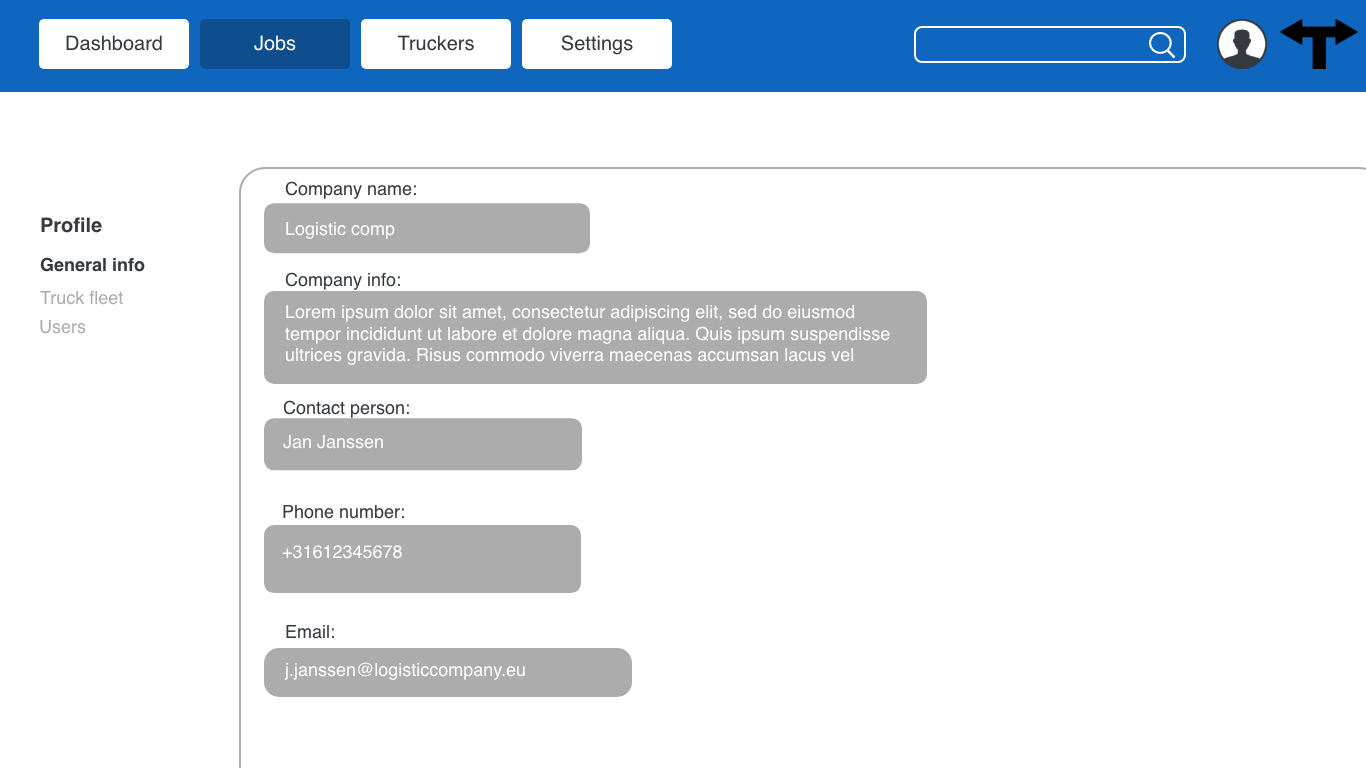 Dashboard
Jobs
Truckers
Settings
Profile
General info
Truck fleet
Users
Company name:
Logistic comp
Company info:
Lorem ipsum dolor sit amet, consectetur adipiscing elit, sed do eiusmod
tempor incididunt ut labore et dolore magna aliqua. Quis ipsum suspendisse
ultrices gravida. Risus commodo viverra maecenas accumsan lacus vel
Contact person:
Jan Janssen
Phone number:
+31612345678
Email:
j.janssen@logisticcompany.eu